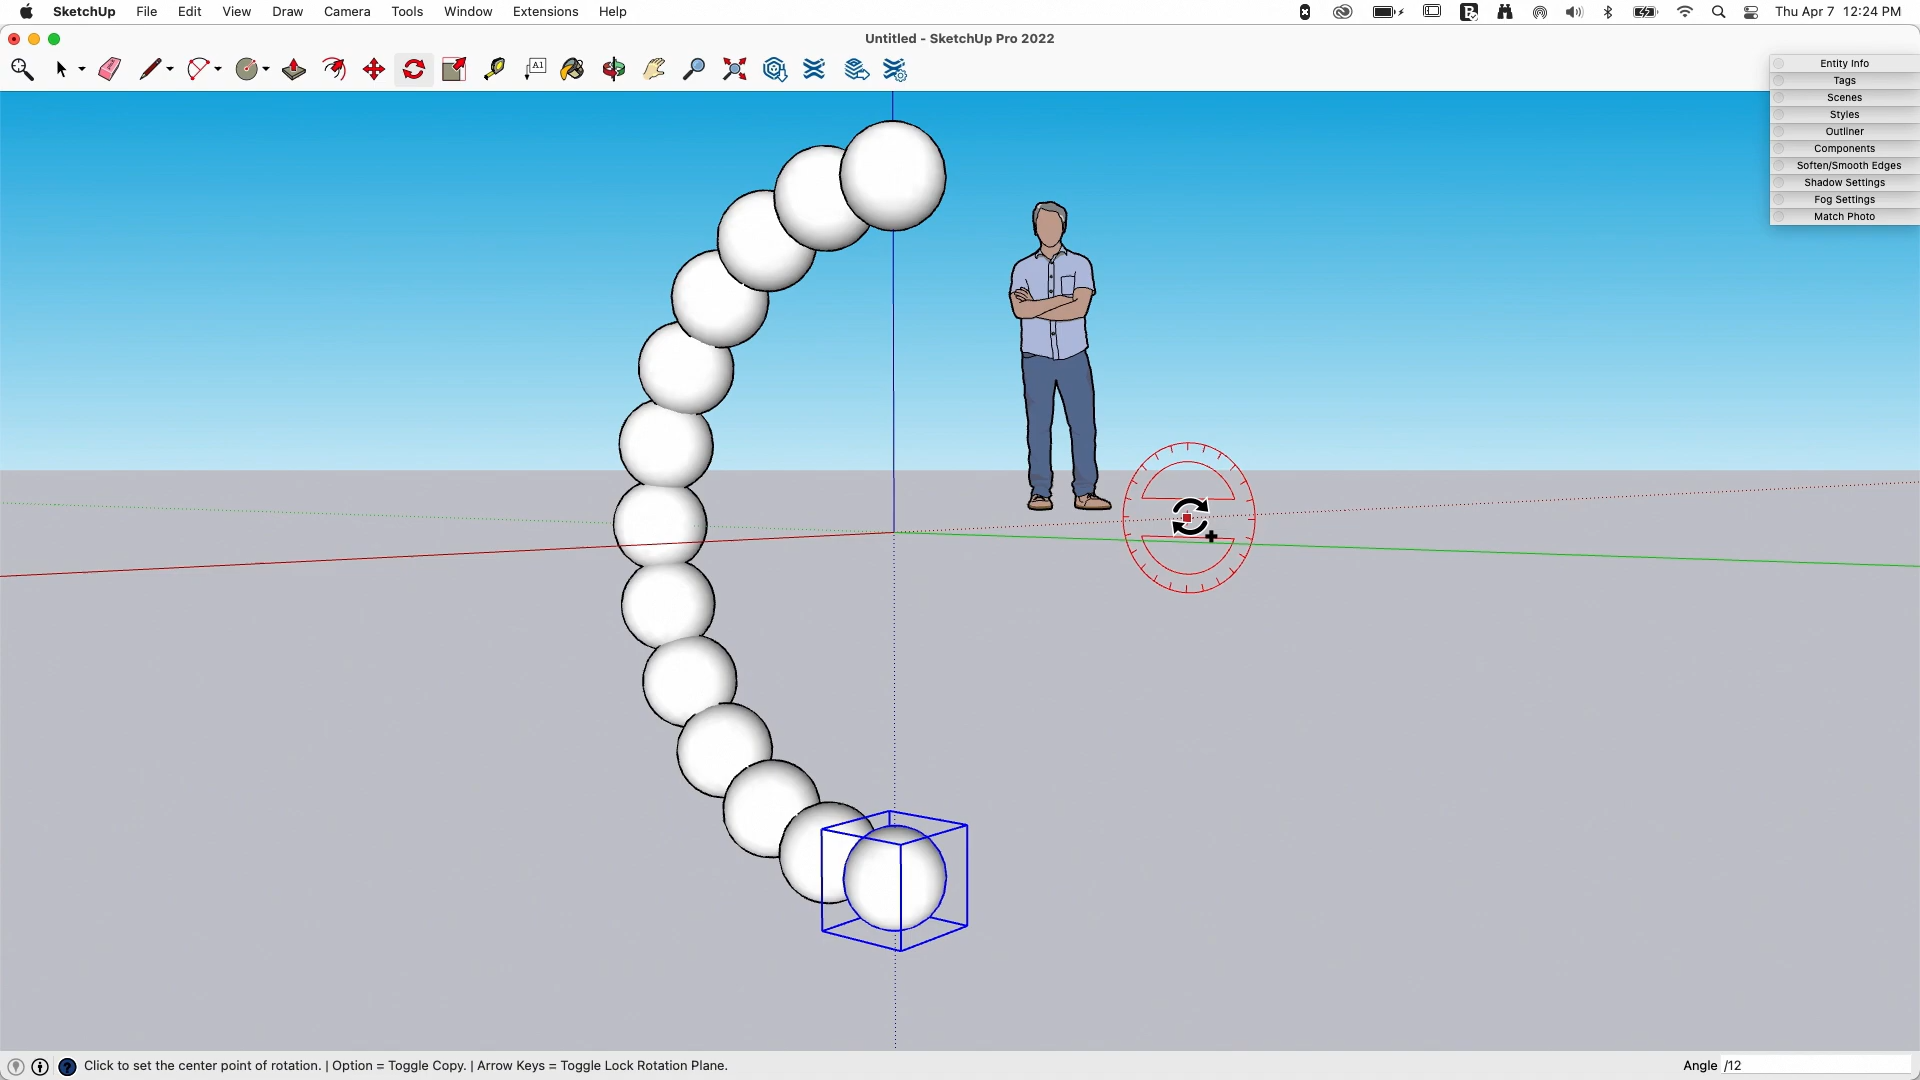 SketchUp File Edit View Draw Camera Tools Window Extensions Help Thu Apr 7 12:24 PM
Untitled - SketchUp Pro 2022
A1
Entity Info
Tags
Scenes
Styles
Outliner
Components
Soften/Smooth Edges
Shadow Settings
Fog Settings
Match Photo
Click to set the center point of rotation. | Option = Toggle Copy. | Arrow Keys = Toggle Lock Rotation Plane. Angle /12